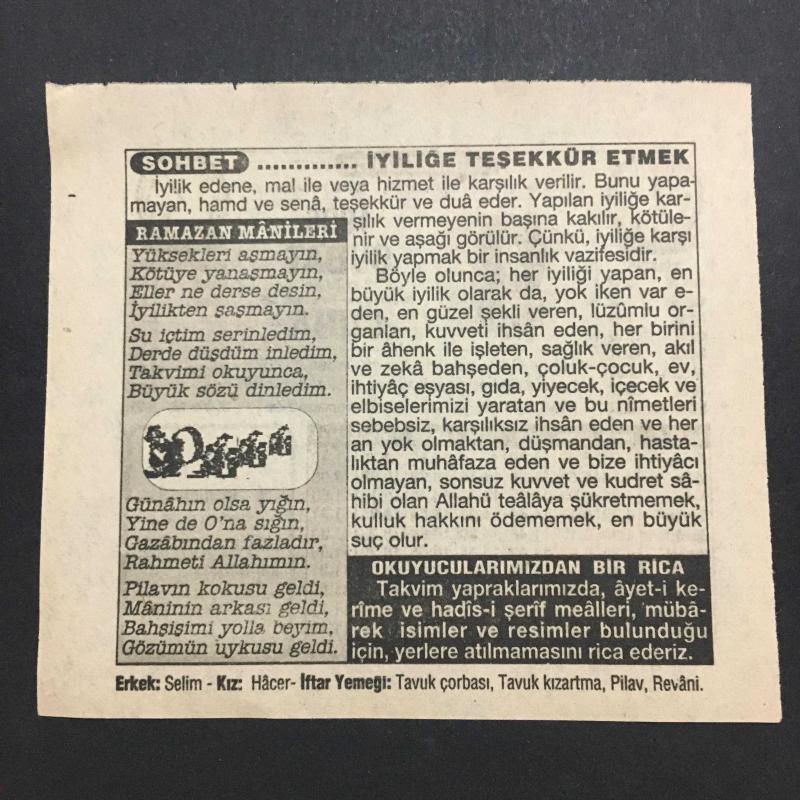 SOHBET ............. İYİLİĞE TEŞEKKÜR ETMEK
İyilik edene, mal ile veya hizmet ile karşılık verilir. Bunu yapa-
mayan, hamd ve senâ, teşekkür ve duâ eder. Yapılan iyiliğe kar-
şılık vermeyenin başına kakılır, kötüle-
nir ve aşağı görülür. Çünkü, iyiliğe karşı
iyilik yapmak bir insanlık vazifesidir.
Böyle olunca; her iyiliği yapan, en
büyük iyilik olarak da, yok iken var e-
den, en güzel şekli veren, lüzûmlu or-
ganları, kuvveti ihsân eden, her birini
bir âhenk ile işleten, sağlık veren, akıl
ve zekâ bahşeden, çoluk-çocuk, ev,
ihtiyâç eşyası, gıda, yiyecek, içecek ve
elbiselerimizi yaratan ve bu nîmetleri
sebebsiz, karşılıksız ihsân eden ve her
an yok olmaktan, düşmandan, hasta-
lıktan muhâfaza eden ve bize ihtiyâcı
olmayan, sonsuz kuvvet ve kudret sâ-
hibi olan Allahü teâlâya şükretmemek,
kulluk hakkını ödememek, en büyük
suç olur.
RAMAZAN MÂNİLERİ
Yüksekleri aşmayın,
Kötüye yanaşmayın,
Eller ne derse desin,
İyilikten şaşmayın.
Su içtim serinledim,
Derde düşdüm inledim,
Takvimi okuyunca,
Büyük sözü dinledim.
Günâhın olsa yığın,
Yine de O'na sığın,
Gazâbından fazladır,
Rahmeti Allahımın.
Pilavın kokusu geldi,
Mâninin arkası geldi,
Bahşişimi yolla beyim,
Gözümün uykusu geldi.
OKUYUCULARIMIZDAN BİR RİCA
Takvim yapraklarımızda, âyet-i ke-
rîme ve hadîs-i şerîf meâlleri, mübâ-
rek isimler ve resimler bulunduğu
için, yerlere atılmamasını rica ederiz.
Erkek: Selim - Kız: Hâcer- İftar Yemeği: Tavuk çorbası, Tavuk kızartma, Pilav, Revâni.